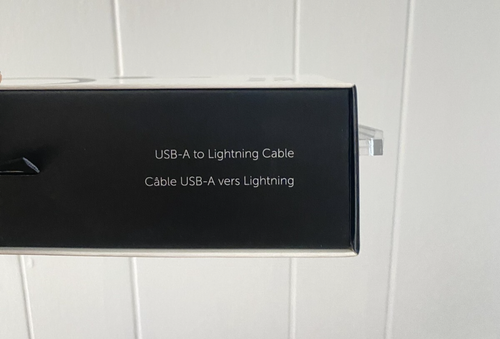 USB-A to Lightning Cable
Câble USB-A vers Lightning